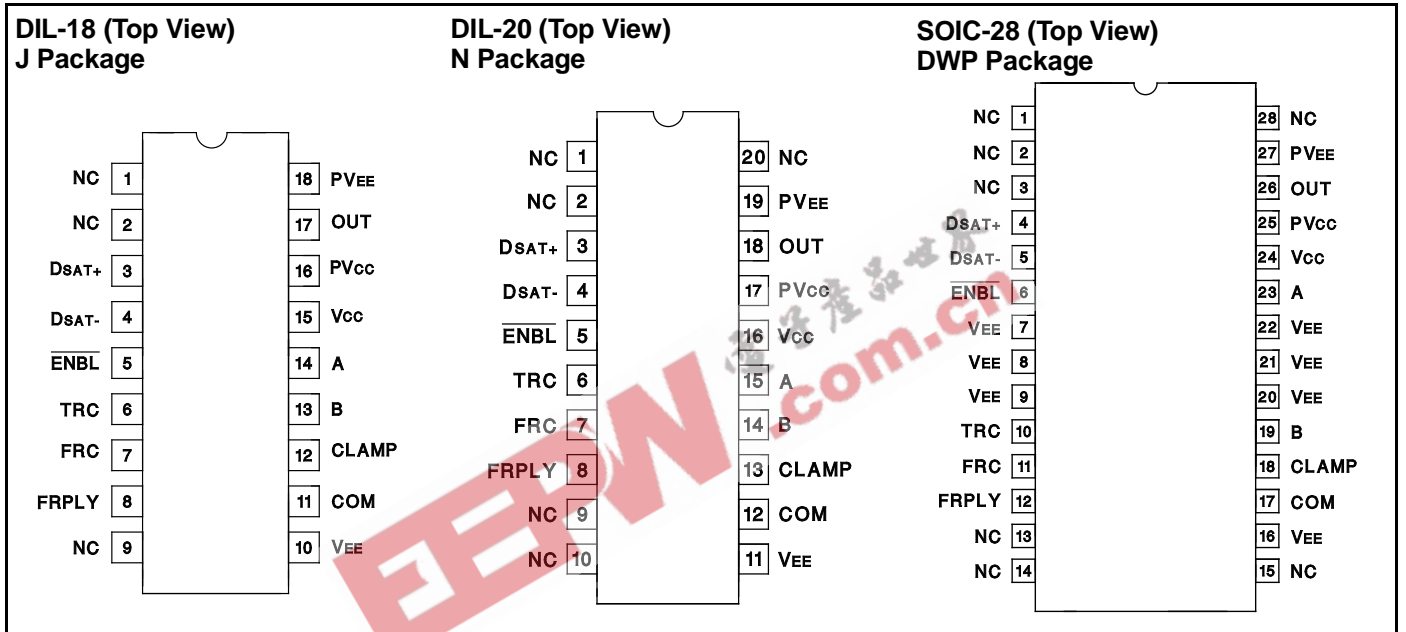 DIL-18 (Top View)
J Package
NC 1
NC 2
DSAT+ 3
DSAT- 4
ENBL 5
TRC 6
FRC 7
FRPLY 8
NC 9
18 PVEE
17 OUT
16 PVCC
15 VCC
14 A
13 B
12 CLAMP
11 COM
10 VEE
DIL-20 (Top View)
N Package
NC 1
NC 2
DSAT+ 3
DSAT- 4
ENBL 5
TRC 6
FRC 7
FRPLY 8
NC 9
NC 10
20 NC
19 PVEE
18 OUT
17 PVCC
16 VCC
15 A
14 B
13 CLAMP
12 COM
11 VEE
SOIC-28 (Top View)
DWP Package
NC 1
NC 2
NC 3
DSAT+ 4
DSAT- 5
ENBL 6
VEE 7
VEE 8
VEE 9
TRC 10
FRC 11
FRPLY 12
NC 13
NC 14
28 NC
27 PVEE
26 OUT
25 PVCC
24 VCC
23 A
22 VEE
21 VEE
20 VEE
19 B
18 CLAMP
17 COM
16 VEE
15 NC
EEPW.com.cn
電子產品世界